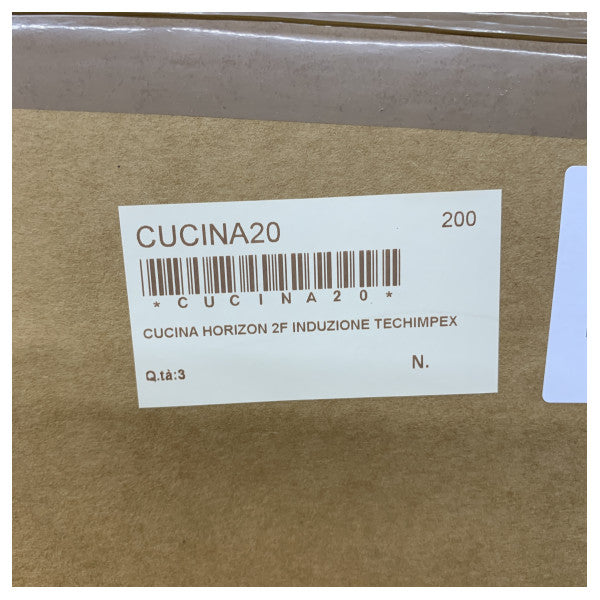 CUCINA20 200
*CUCINA20*
CUCINA HORIZON 2F INDUZIONE TECHIMPEX
Q.tà:3 N.